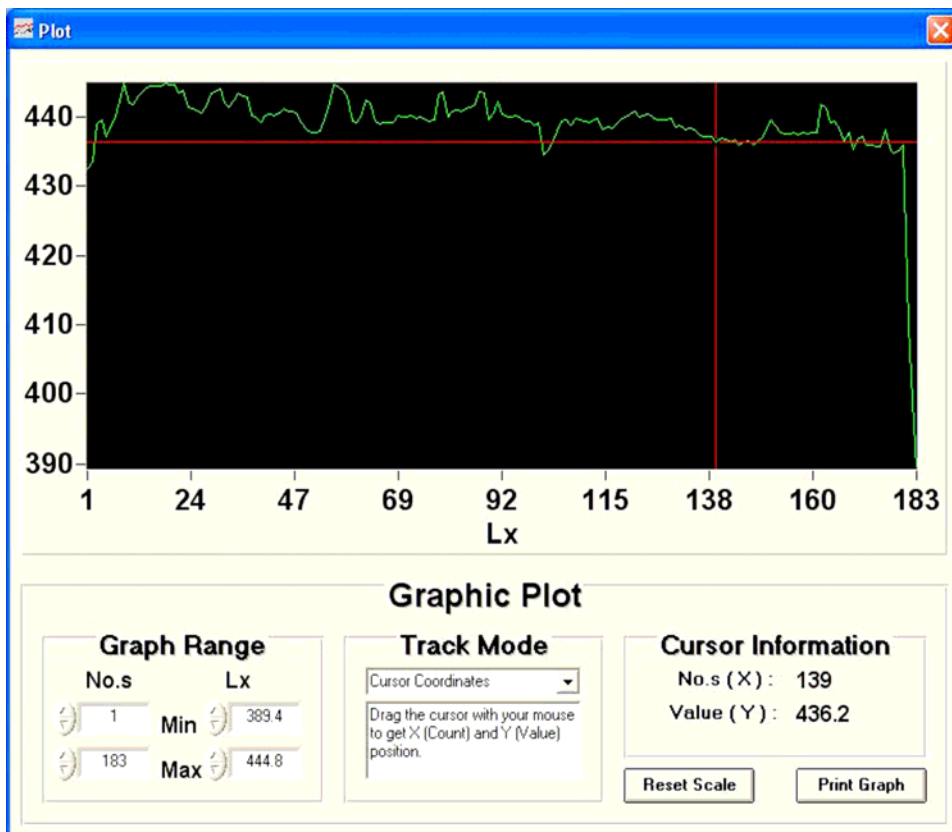 Plot
440
430
420
410
400
390
1 24 47 69 92 115 138 160 183
Lx
Graphic Plot
Graph Range
No.s Lx
1 Min 389.4
183 Max 444.8
Track Mode
Cursor Coordinates
Drag the cursor with your mouse
to get X (Count) and Y (Value)
position.
Cursor Information
No.s ( X ) : 139
Value ( Y ) : 436.2
Reset Scale Print Graph